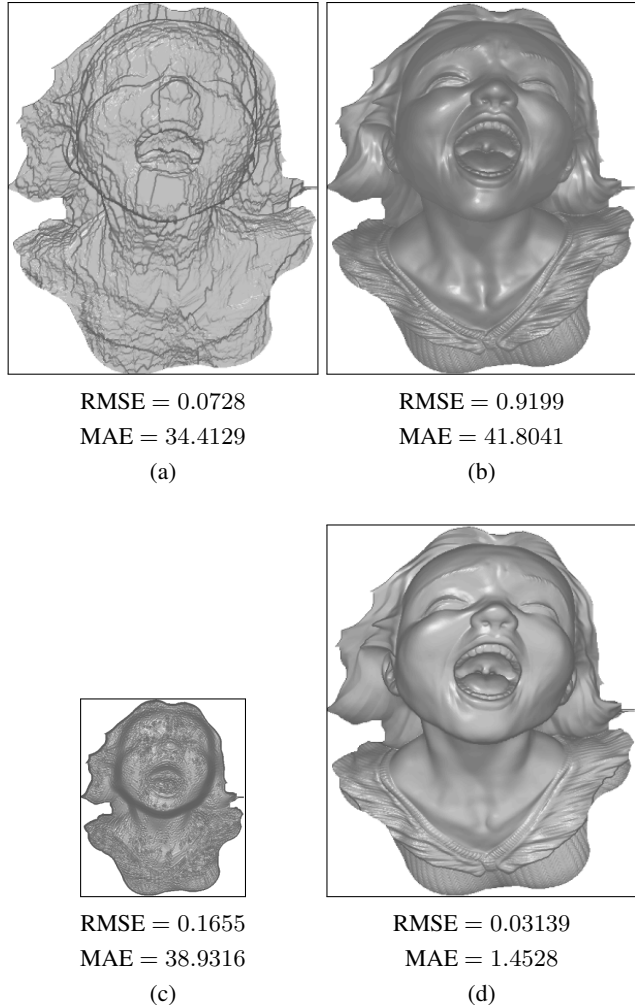 RMSE = 0.0728
MAE = 34.4129
(a)
RMSE = 0.9199
MAE = 41.8041
(b)
RMSE = 0.1655
MAE = 38.9316
(c)
RMSE = 0.03139
MAE = 1.4528
(d)